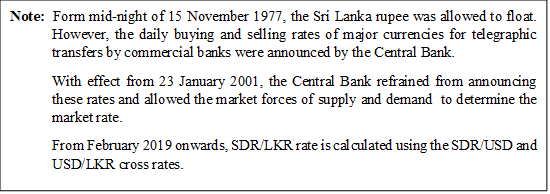 Note: Form mid-night of 15 November 1977, the Sri Lanka rupee was allowed to float.
However, the daily buying and selling rates of major currencies for telegraphic
transfers by commercial banks were announced by the Central Bank.
With effect from 23 January 2001, the Central Bank refrained from announcing
these rates and allowed the market forces of supply and demand to determine the
market rate.
From February 2019 onwards, SDR/LKR rate is calculated using the SDR/USD and
USD/LKR cross rates.